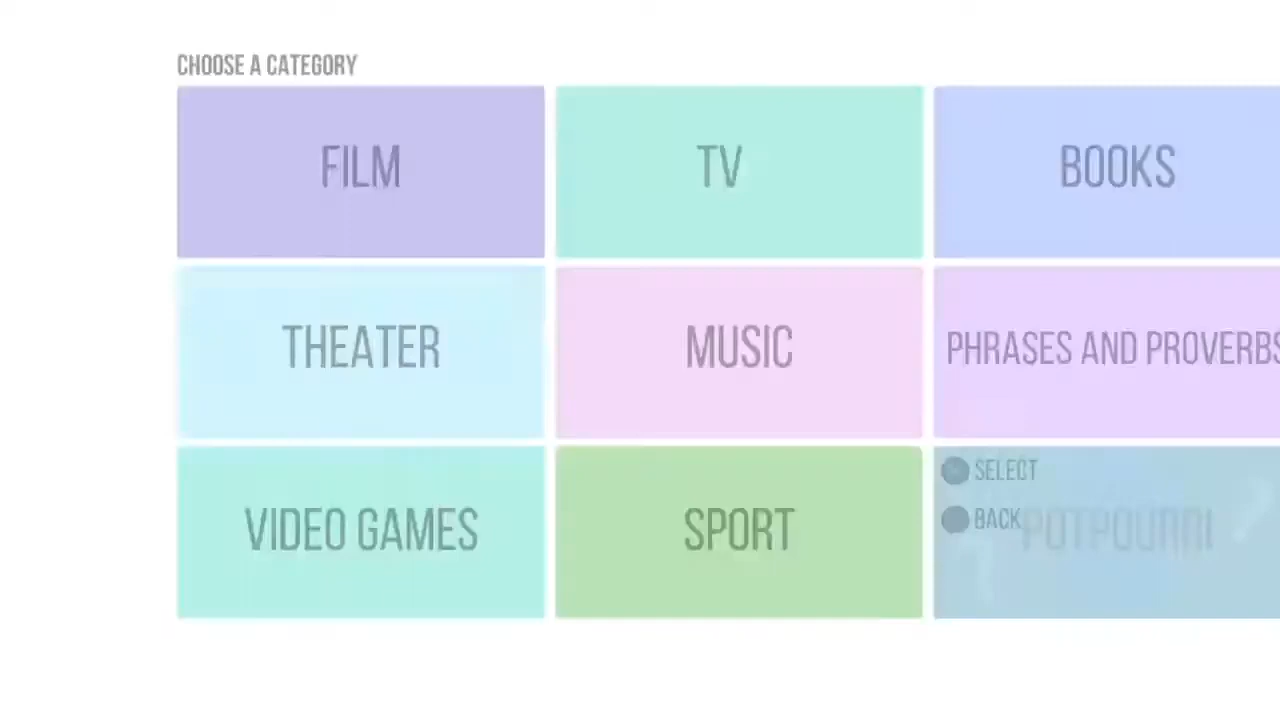 CHOOSE A CATEGORY
FILM
TV
BOOKS
THEATER
MUSIC
PHRASES AND PROVERBS
VIDEO GAMES
SPORT
SELECT
BACK
POTPOURRI